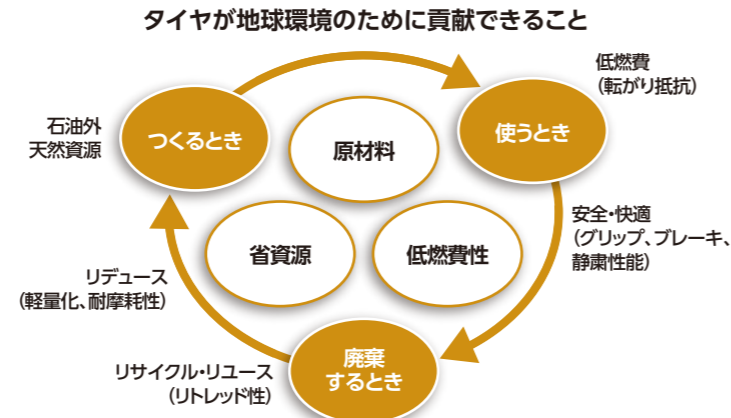 タイヤが地球環境のために貢献できること
低燃費
（転がり抵抗）
石油外
天然資源
つくるとき
原材料
使うとき
安全・快適
（グリップ、ブレーキ、
静粛性能）
省資源
低燃費性
リデュース
（軽量化、耐摩耗性）
廃棄
するとき
リサイクル・リユース
（リトレッド性）